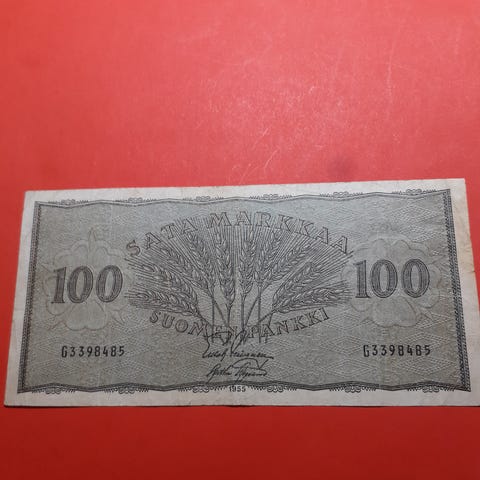 SATA MARKKAA
100 100
SUOMEN PANKKI
G3398485 G3398485
1955